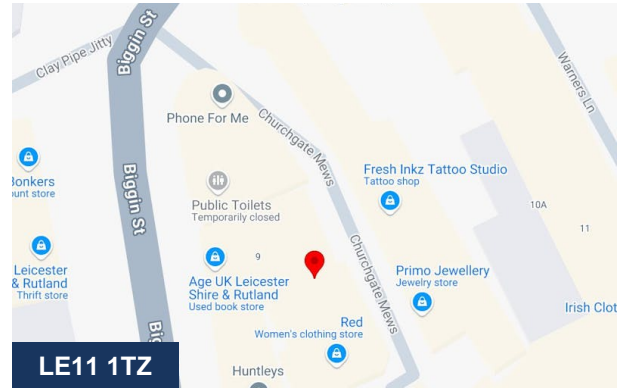 Biggin St
Clay Pipe Jitty
Warners Ln
Phone For Me
Churchgate Mews
Fresh Inkz Tattoo Studio
Tattoo shop
Bonkers
ount store
Public Toilets
Temporarily closed
Biggin St
10A
11
9
Leicester
& Rutland
Thrift store
Age UK Leicester
Shire & Rutland
Used book store
Churchgate Mews
Primo Jewellery
Jewelry store
Irish Clot
Red
Women's clothing store
Big
Huntleys
LE11 1TZ